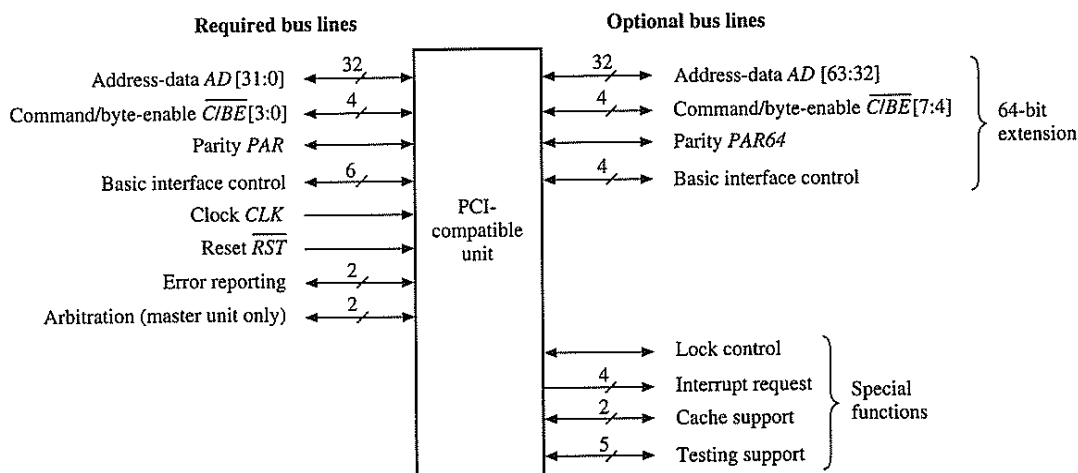 Required bus lines
Optional bus lines
Address-data AD [31:0]
32
Command/byte-enable C/BE [3:0]
4
Parity PAR
Basic interface control
6
Clock CLK
Reset RST
Error reporting
2
Arbitration (master unit only)
2
PCI-
compatible
unit
32
Address-data AD [63:32]
4
Command/byte-enable C/BE [7:4]
Parity PAR64
4
Basic interface control
64-bit
extension
Lock control
4
Interrupt request
2
Cache support
5
Testing support
Special
functions